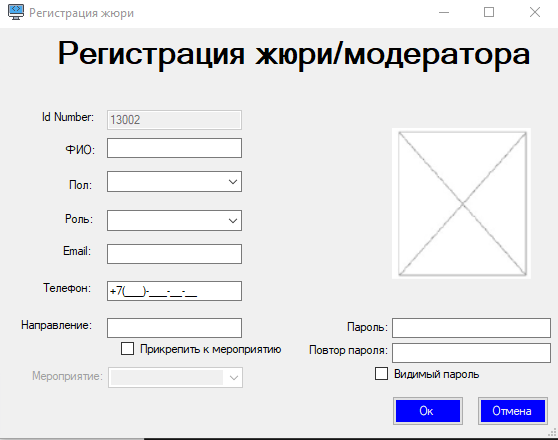 Регистрация жюри
Регистрация жюри/модератора
Id Number: 13002
ФИО:
Пол:
Роль:
Email:
Телефон: +7(___)-___-__-__
Направление:
Прикрепить к мероприятию
Мероприятие:
Пароль:
Повтор пароля:
Видимый пароль
Ок Отмена